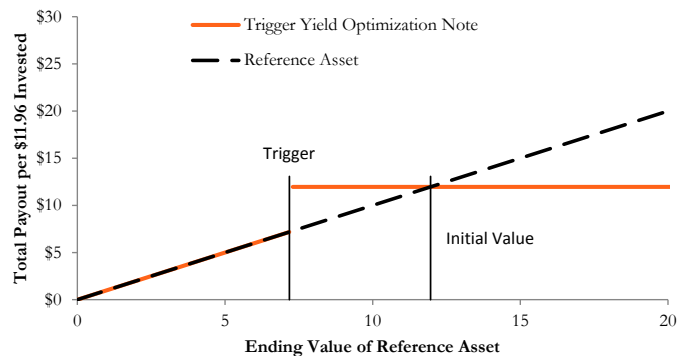 Trigger Yield Optimization Note
Reference Asset
Total Payout per $11.96 Invested
$30
$25
$20
$15
$10
$5
$0
Trigger
Initial Value
0
5
10
15
20
Ending Value of Reference Asset